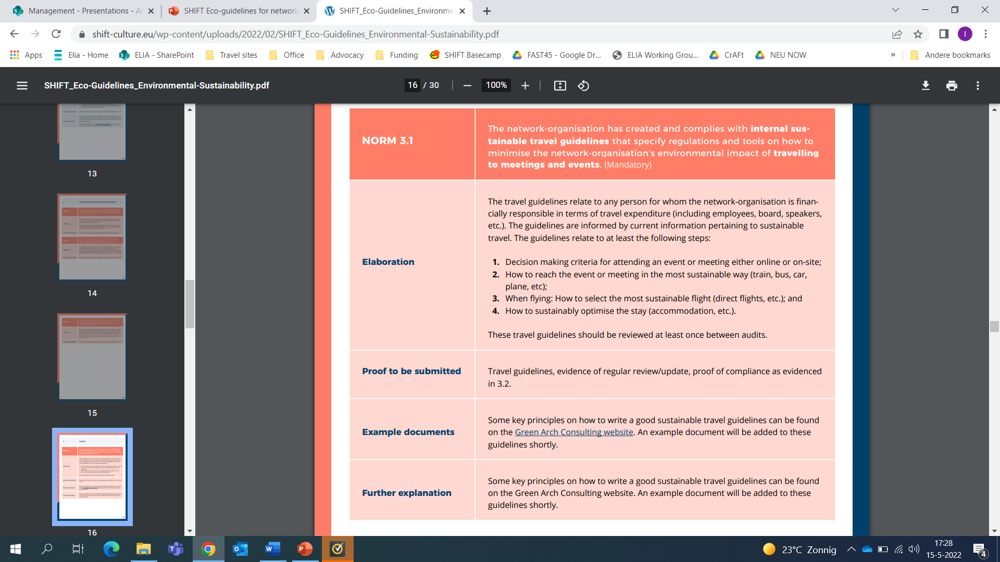 Management - Presentations - Al
SHIFT Eco-guidelines for network
SHIFT_Eco-Guidelines_Environme
shift-culture.eu/wp-content/uploads/2022/02/SHIFT_Eco-Guidelines_Environmental-Sustainability.pdf
I
Apps
Elia - Home
ELIA - SharePoint
Travel sites
Office
Advocacy
Funding
SHIFT Basecamp
FAST45 - Google Dr...
ELIA Working Grou...
CrAFt
NEU NOW
»
Andere bookmarks
SHIFT_Eco-Guidelines_Environmental-Sustainability.pdf
16 / 30
100%
13
14
15
16
NORM 3.1
The network-organisation has created and complies with internal sus-
tainable travel guidelines that specify regulations and tools on how to
minimise the network-organisation's environmental impact of travelling
to meetings and events. (Mandatory)
Elaboration
The travel guidelines relate to any person for whom the network-organisation is finan-
cially responsible in terms of travel expenditure (including employees, board, speakers,
etc.). The guidelines are informed by current information pertaining to sustainable
travel. The guidelines relate to at least the following steps:
1. Decision making criteria for attending an event or meeting either online or on-site;
2. How to reach the event or meeting in the most sustainable way (train, bus, car,
plane, etc);
3. When flying: How to select the most sustainable flight (direct flights, etc.); and
4. How to sustainably optimise the stay (accommodation, etc.).
These travel guidelines should be reviewed at least once between audits.
Proof to be submitted
Travel guidelines, evidence of regular review/update, proof of compliance as evidenced
in 3.2.
Example documents
Some key principles on how to write a good sustainable travel guidelines can be found
on the Green Arch Consulting website. An example document will be added to these
guidelines shortly.
Further explanation
Some key principles on how to write a good sustainable travel guidelines can be found
on the Green Arch Consulting website. An example document will be added to these
guidelines shortly.
23°C Zonnig
17:28
15-5-2022
4